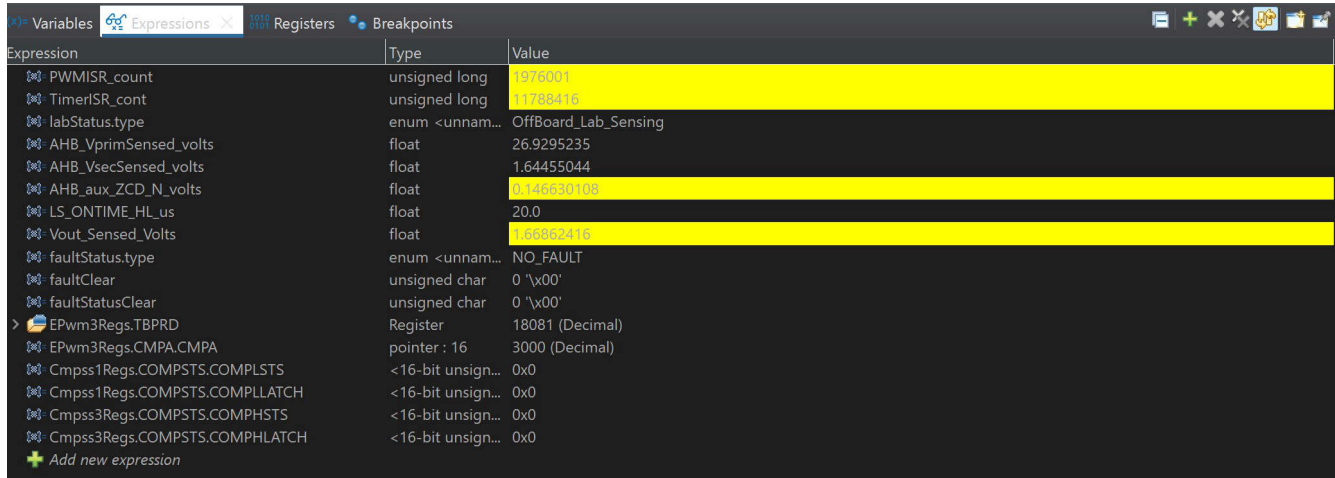 (x)= Variables Expressions Registers Breakpoints
Expression Type Value
PWMISR_count unsigned long 1976001
TimerISR_cont unsigned long 11788416
labStatus.type enum <unnam... OffBoard_Lab_Sensing
AHB_VprimSensed_volts float 26.9295235
AHB_VsecSensed_volts float 1.64455044
AHB_aux_ZCD_N_volts float 0.146630108
LS_ONTIME_HL_us float 20.0
Vout_Sensed_Volts float 1.66862416
faultStatus.type enum <unnam... NO_FAULT
faultClear unsigned char 0 '\x00'
faultStatusClear unsigned char 0 '\x00'
EPwm3Regs.TBPRD Register 18081 (Decimal)
EPwm3Regs.CMPA.CMPA pointer : 16 3000 (Decimal)
Cmpss1Regs.COMPSTS.COMPLSTS <16-bit unsign... 0x0
Cmpss1Regs.COMPSTS.COMPLLATCH <16-bit unsign... 0x0
Cmpss3Regs.COMPSTS.COMPHSTS <16-bit unsign... 0x0
Cmpss3Regs.COMPSTS.COMPHLATCH <16-bit unsign... 0x0
Add new expression